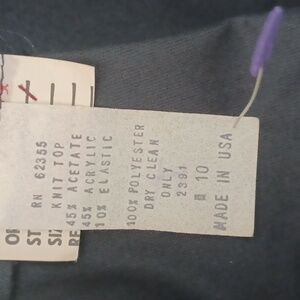 RN 62355
KNIT TOP
45% ACETATE
45% ACRYLIC
10% ELASTIC
100% POLYESTER
DRY CLEAN
ONLY
2391
10
MADE IN USA
ST